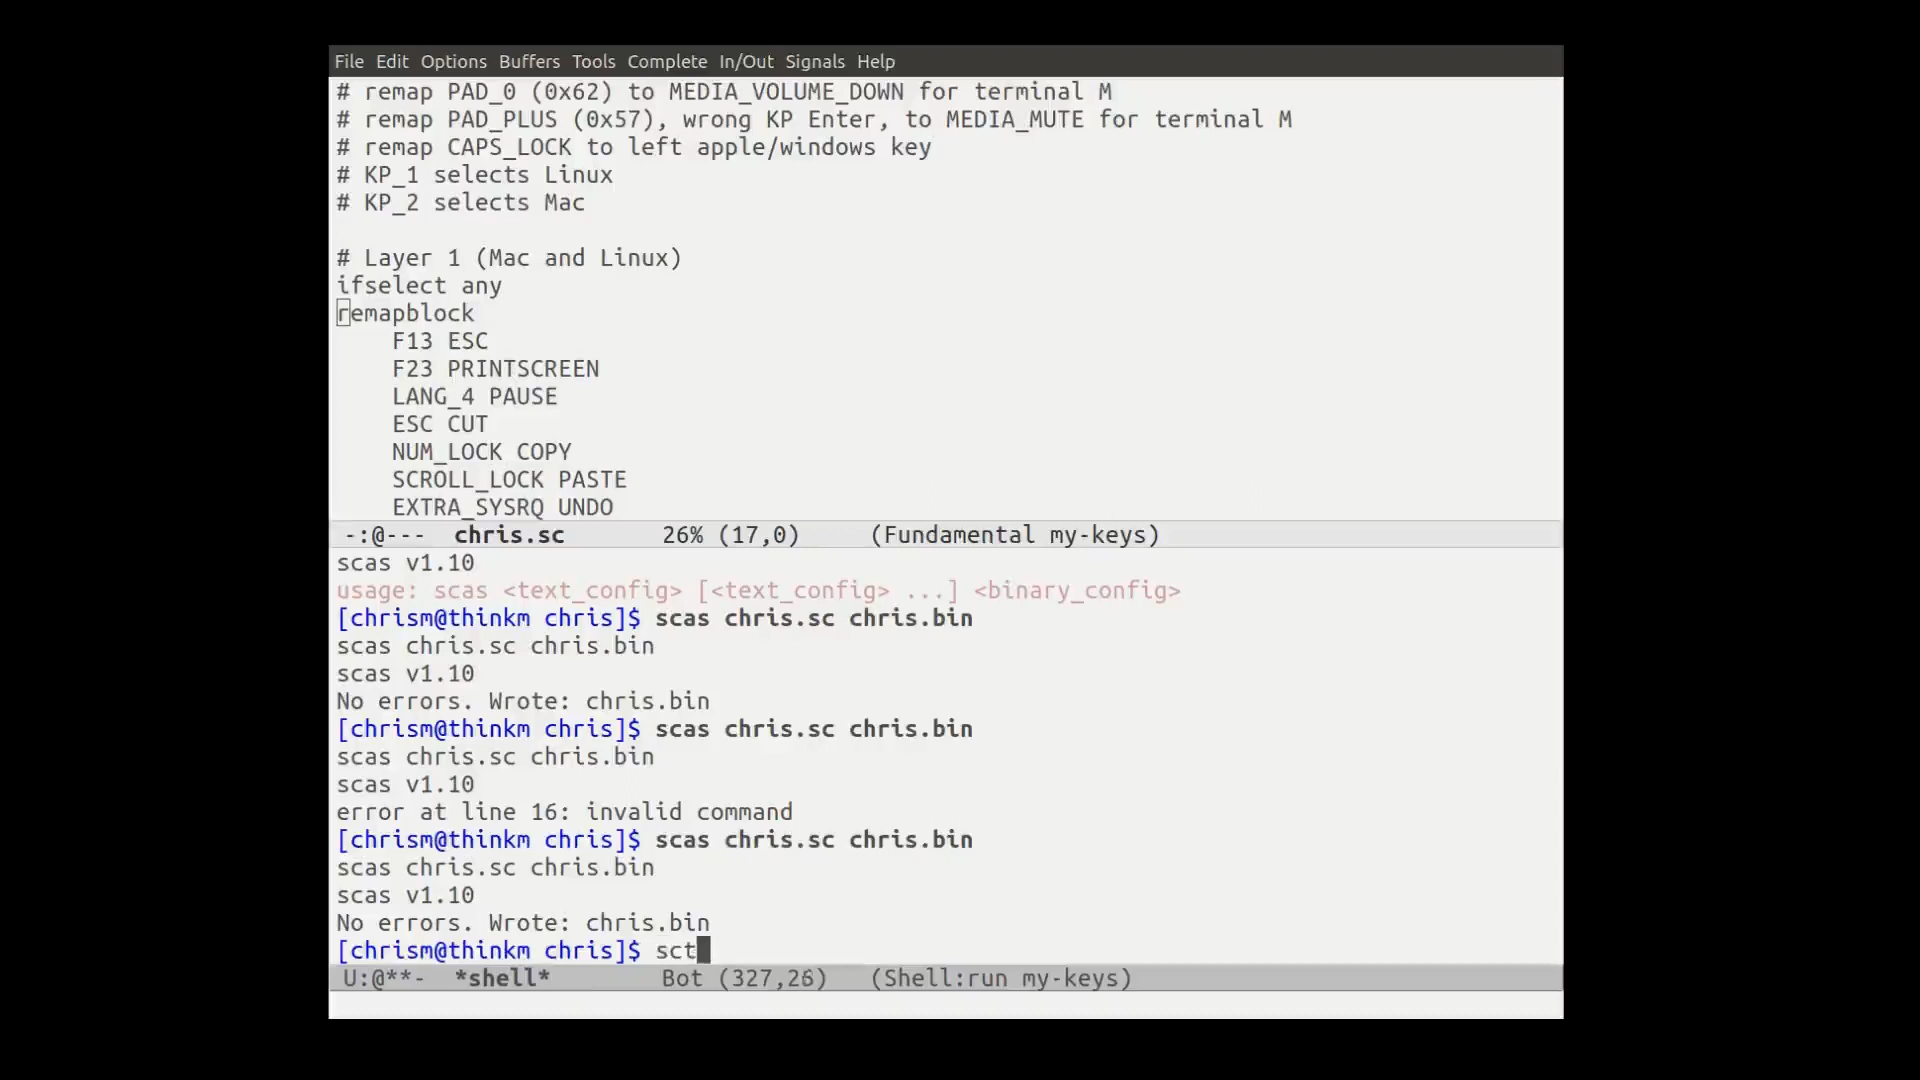 File Edit Options Buffers Tools Complete In/Out Signals Help
# remap PAD_0 (0x62) to MEDIA_VOLUME_DOWN for terminal M
# remap PAD_PLUS (0x57), wrong KP Enter, to MEDIA_MUTE for terminal M
# remap CAPS_LOCK to left apple/windows key
# KP_1 selects Linux
# KP_2 selects Mac
# Layer 1 (Mac and Linux)
ifselect any
remapblock
F13 ESC
F23 PRINTSCREEN
LANG_4 PAUSE
ESC CUT
NUM_LOCK COPY
SCROLL_LOCK PASTE
EXTRA_SYSRQ UNDO
-:@--- chris.sc 26% (17,0) (Fundamental my-keys)
scas v1.10
usage: scas <text_config> [<text_config> ...] <binary_config>
[chrism@thinkm chris]$ scas chris.sc chris.bin
scas chris.sc chris.bin
scas v1.10
No errors. Wrote: chris.bin
[chrism@thinkm chris]$ scas chris.sc chris.bin
scas chris.sc chris.bin
scas v1.10
error at line 16: invalid command
[chrism@thinkm chris]$ scas chris.sc chris.bin
scas chris.sc chris.bin
scas v1.10
No errors. Wrote: chris.bin
[chrism@thinkm chris]$ sct
U:@**- *shell* Bot (327,26) (Shell:run my-keys)